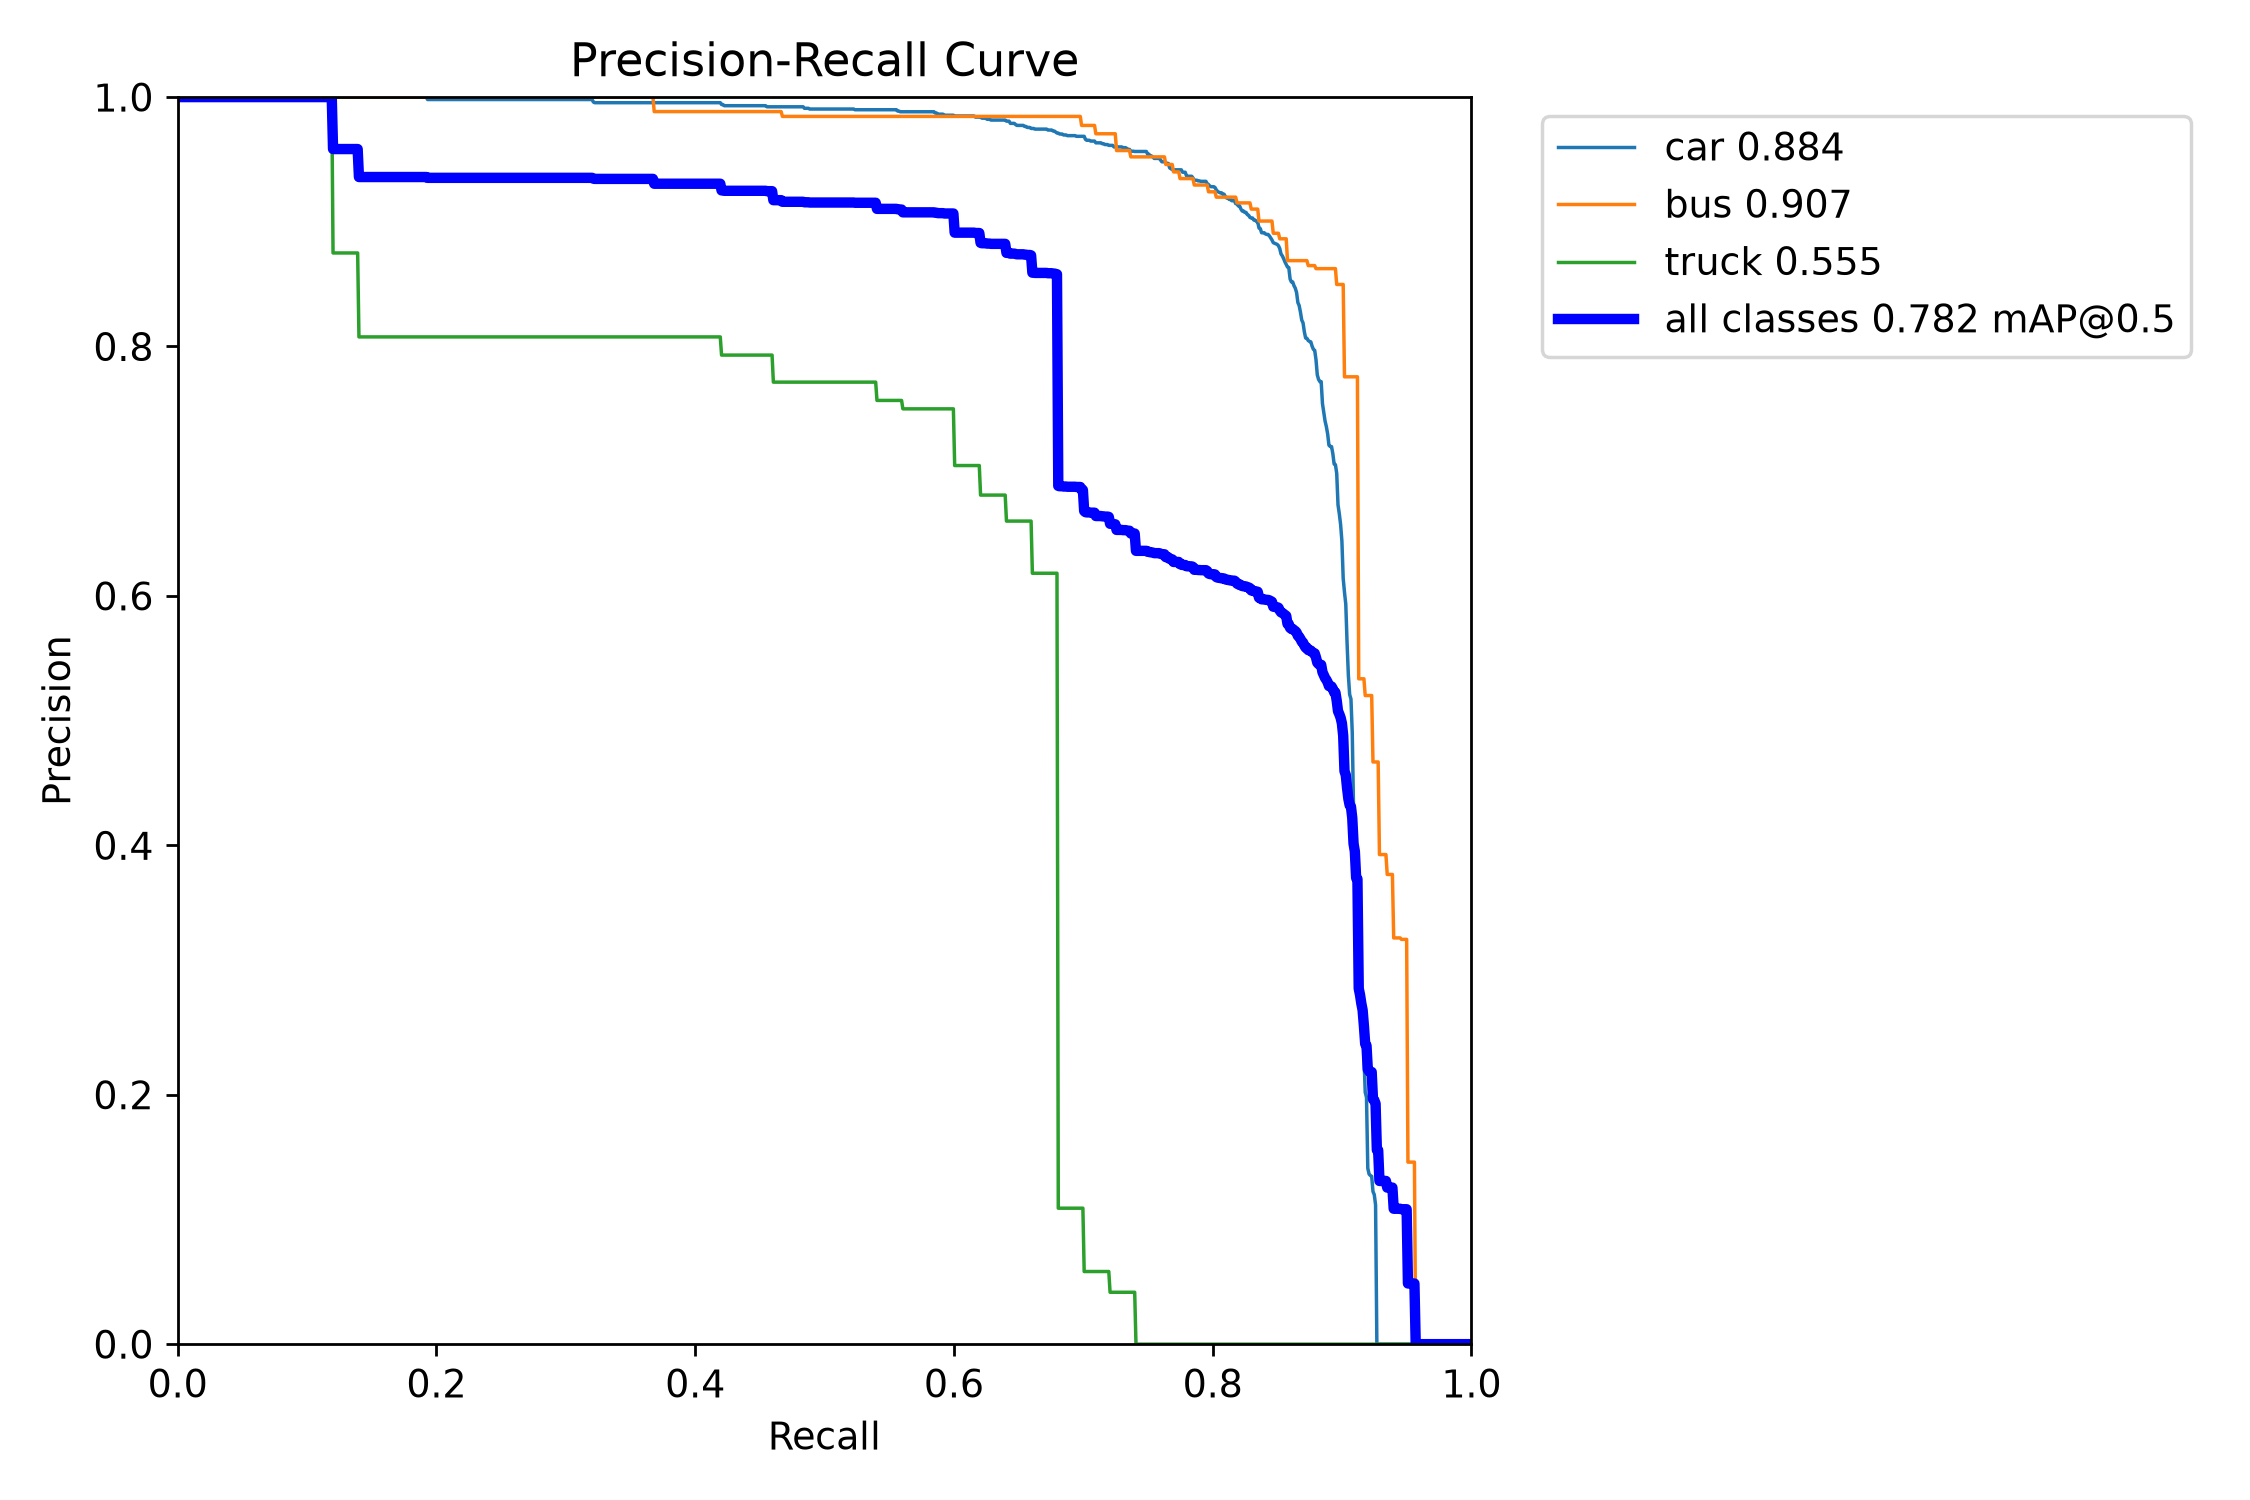 Precision-Recall Curve
1.0
0.8
0.6
0.4
0.2
0.0
Precision
0.0 0.2 0.4 0.6 0.8 1.0
Recall
car 0.884
bus 0.907
truck 0.555
all classes 0.782 mAP@0.5